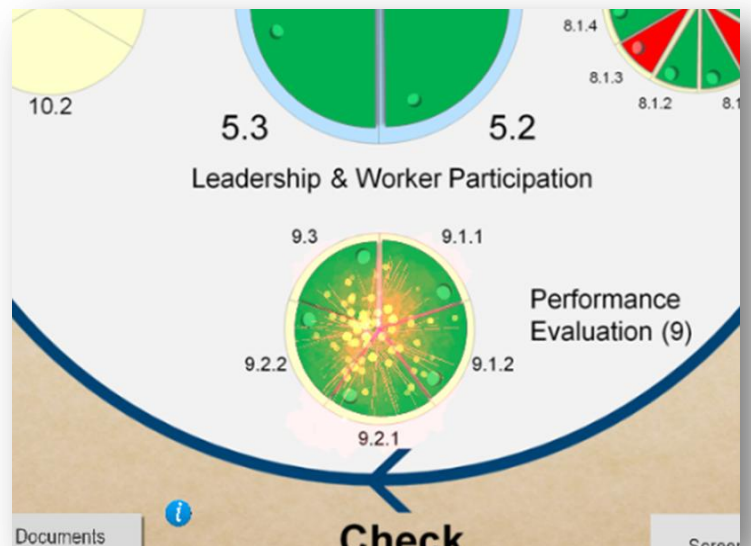 8.1.4
8.1.3
8.1.2
10.2
5.3
5.2
Leadership & Worker Participation
9.3
9.1.1
Performance
Evaluation (9)
9.2.2
9.1.2
9.2.1
Documents
Check